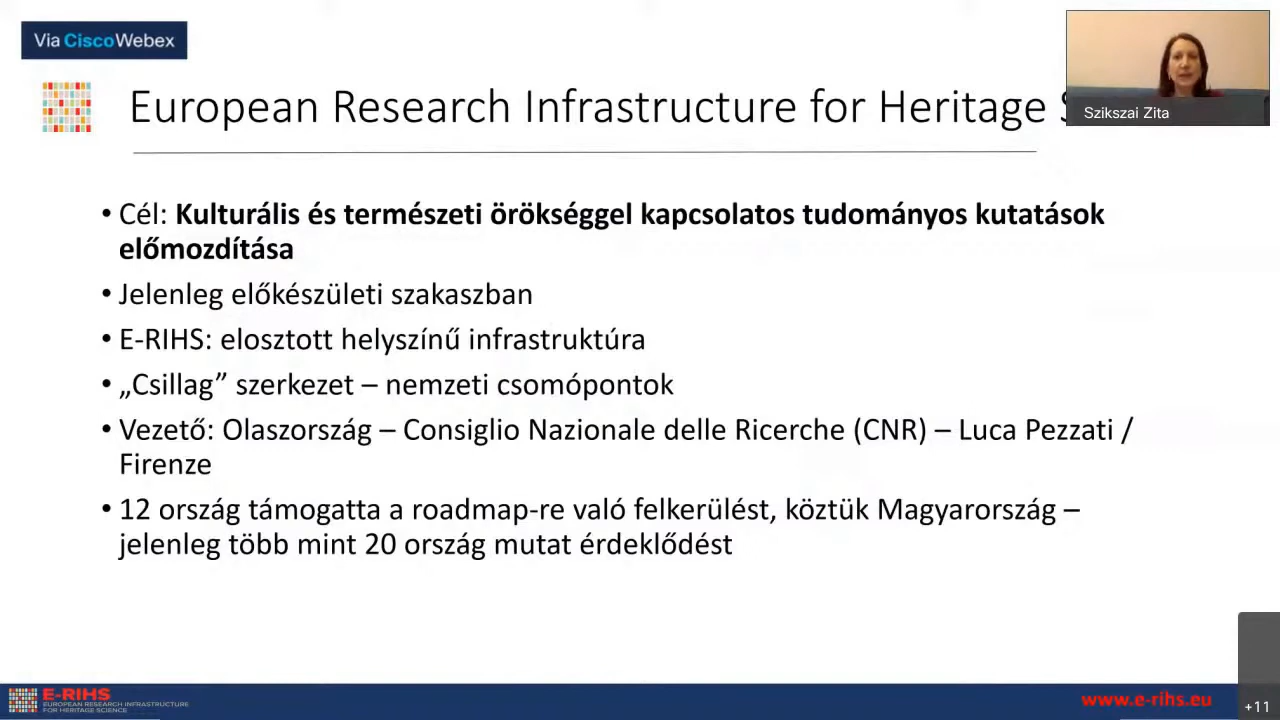 Via CiscoWebex
European Research Infrastructure for Heritage
Szikszai Zita
• Cél: Kulturális és természeti örökséggel kapcsolatos tudományos kutatások
előmozdítása
• Jelenleg előkészületi szakaszban
• E-RIHS: elosztott helyszínű infrastruktúra
• „Csillag” szerkezet – nemzeti csomópontok
• Vezető: Olaszország – Consiglio Nazionale delle Ricerche (CNR) – Luca Pezzati /
Firenze
• 12 ország támogatta a roadmap-re való felkerülést, köztük Magyarország –
jelenleg több mint 20 ország mutat érdeklődést
E-RIHS
EUROPEAN RESEARCH INFRASTRUCTURE
FOR HERITAGE SCIENCE
www.e-rihs.eu
+11